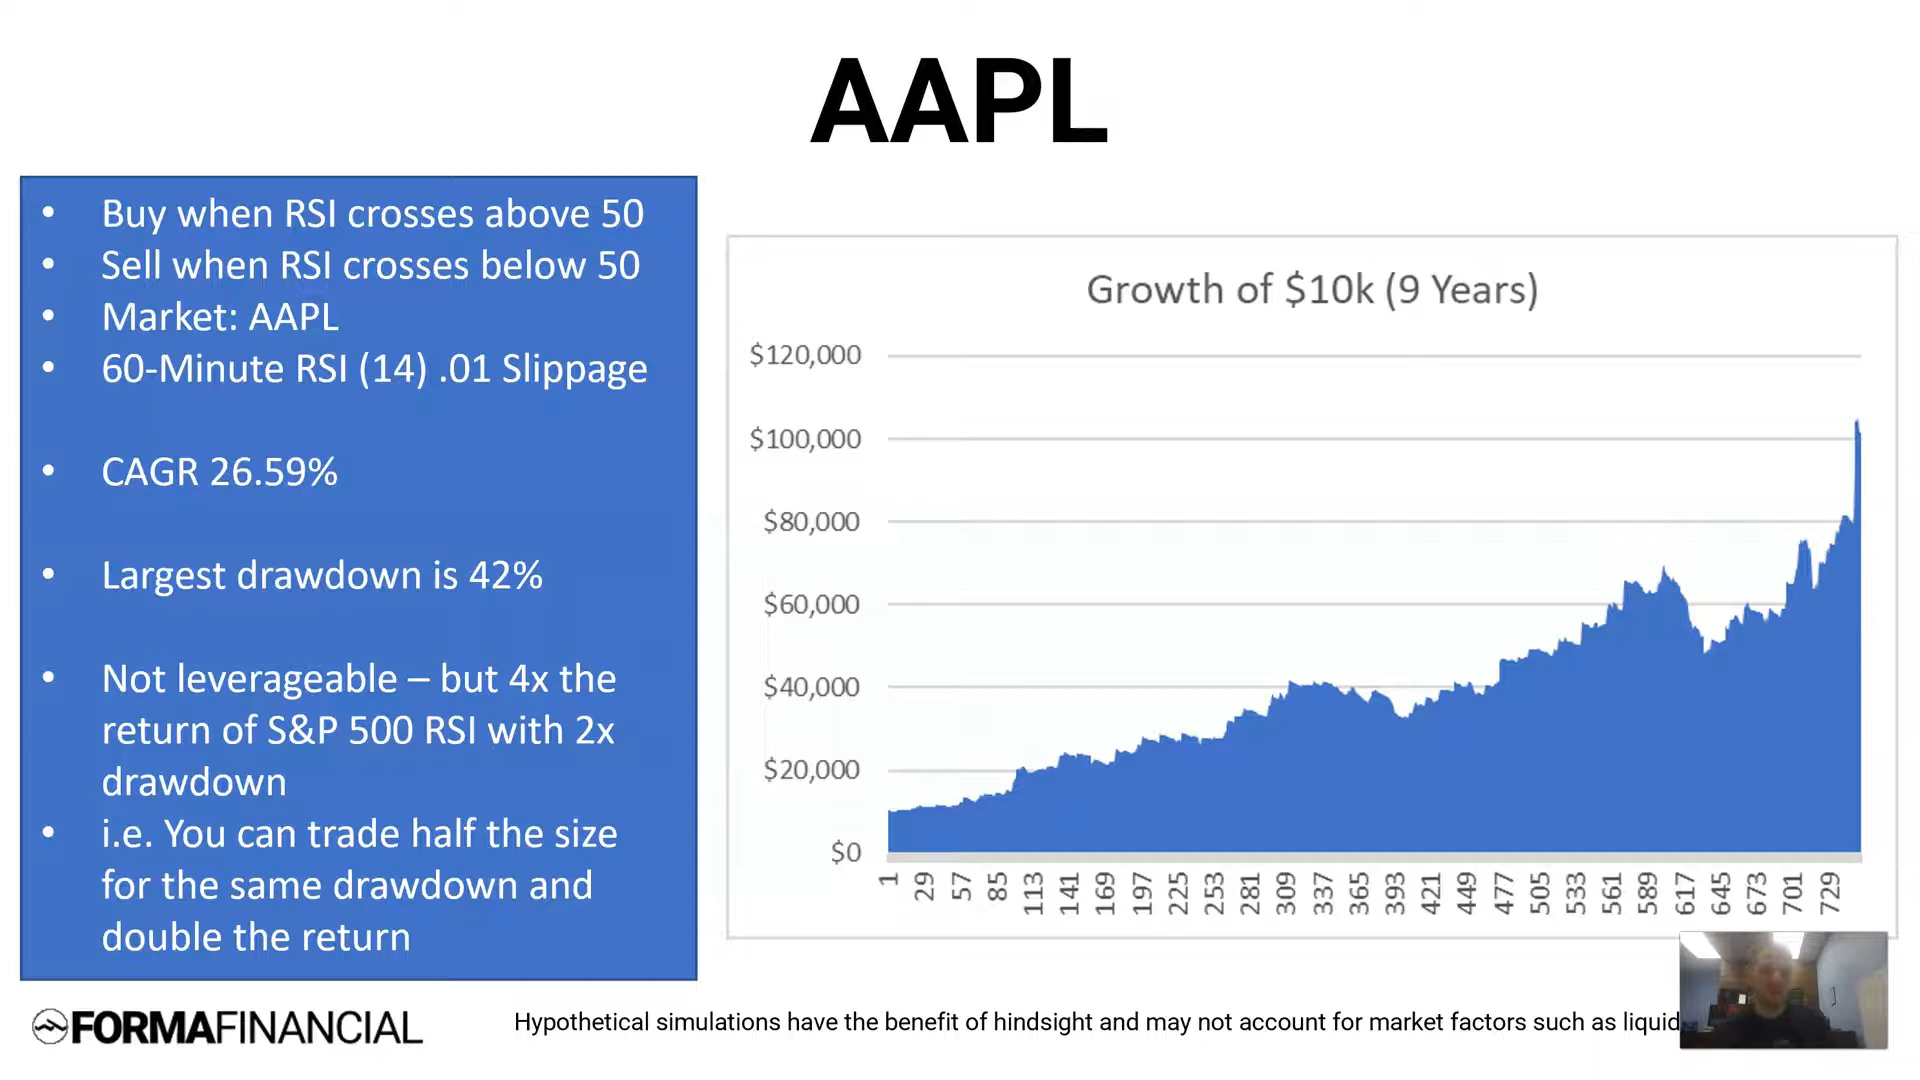 AAPL
• Buy when RSI crosses above 50
• Sell when RSI crosses below 50
• Market: AAPL
• 60-Minute RSI (14) .01 Slippage
• CAGR 26.59%
• Largest drawdown is 42%
• Not leverageable – but 4x the
return of S&P 500 RSI with 2x
drawdown
• i.e. You can trade half the size
for the same drawdown and
double the return
Growth of $10k (9 Years)
$120,000
$100,000
$80,000
$60,000
$40,000
$20,000
$0
1 29 57 85 113 141 169 197 225 253 281 309 337 365 393 421 449 477 505 533 561 589 617 645 673 701 729
FORMAFINANCIAL
Hypothetical simulations have the benefit of hindsight and may not account for market factors such as liquid